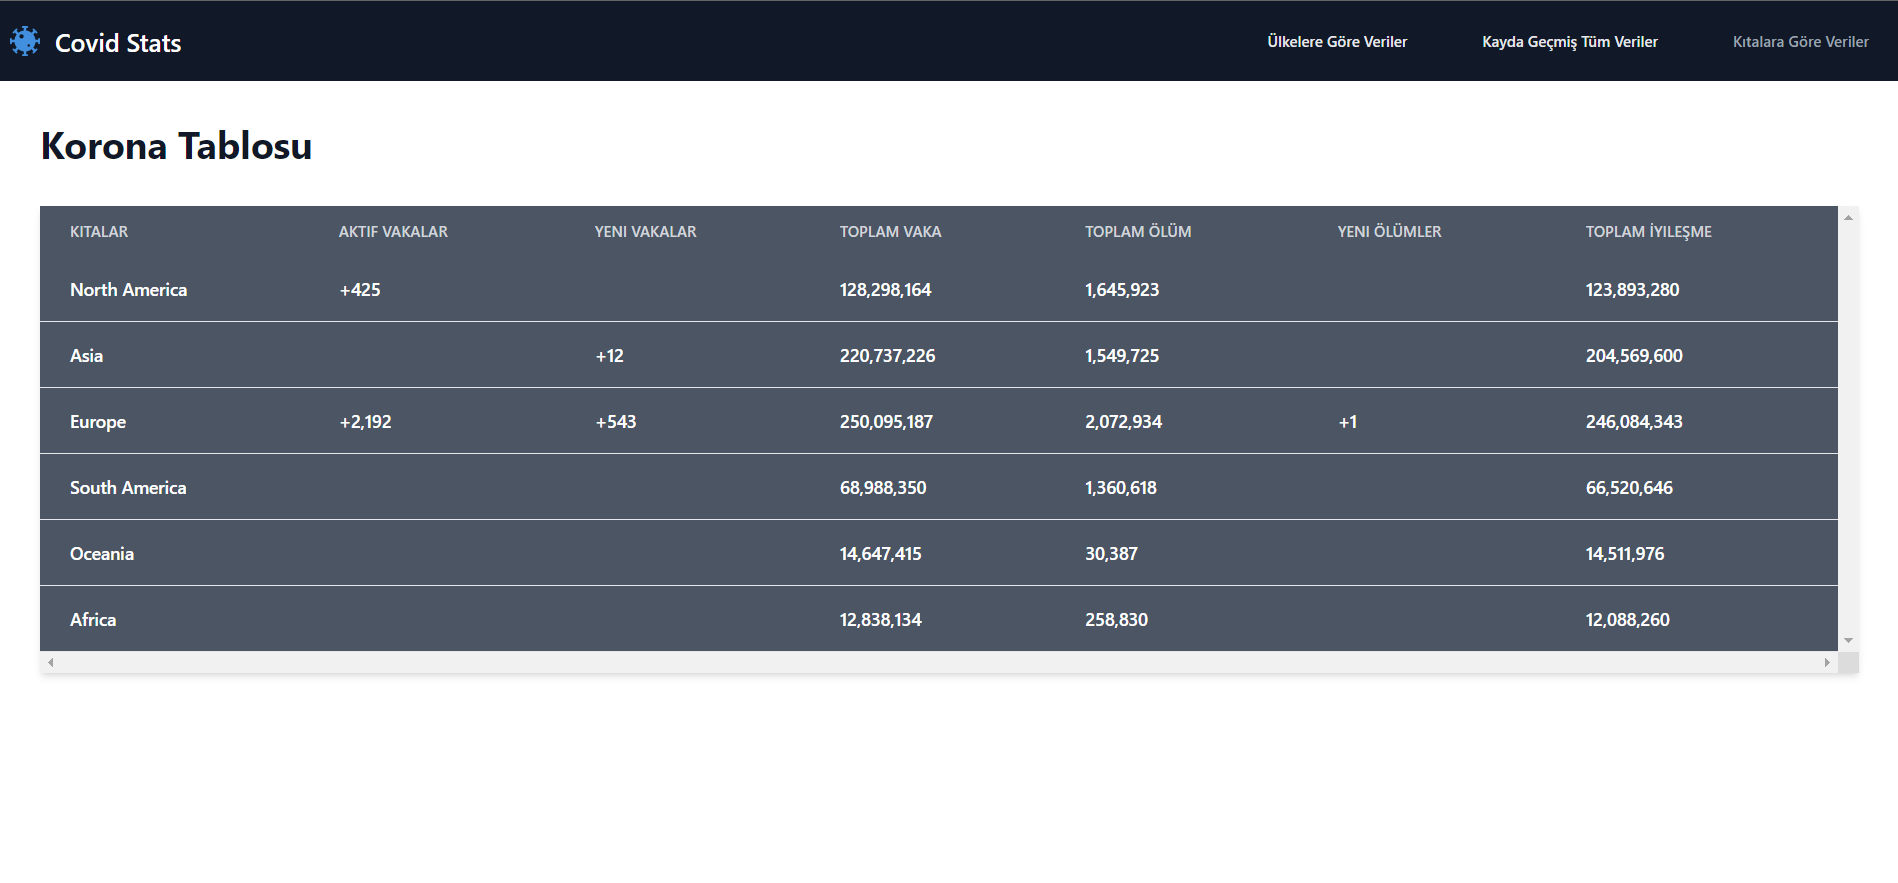 Covid Stats Ülkelere Göre Veriler Kayda Geçmiş Tüm Veriler Kıtalara Göre Veriler
Korona Tablosu
KITALAR AKTIF VAKALAR YENI VAKALAR TOPLAM VAKA TOPLAM ÖLÜM YENI ÖLÜMLER TOPLAM İYILEŞME
North America +425 128,298,164 1,645,923 123,893,280
Asia +12 220,737,226 1,549,725 204,569,600
Europe +2,192 +543 250,095,187 2,072,934 +1 246,084,343
South America 68,988,350 1,360,618 66,520,646
Oceania 14,647,415 30,387 14,511,976
Africa 12,838,134 258,830 12,088,260